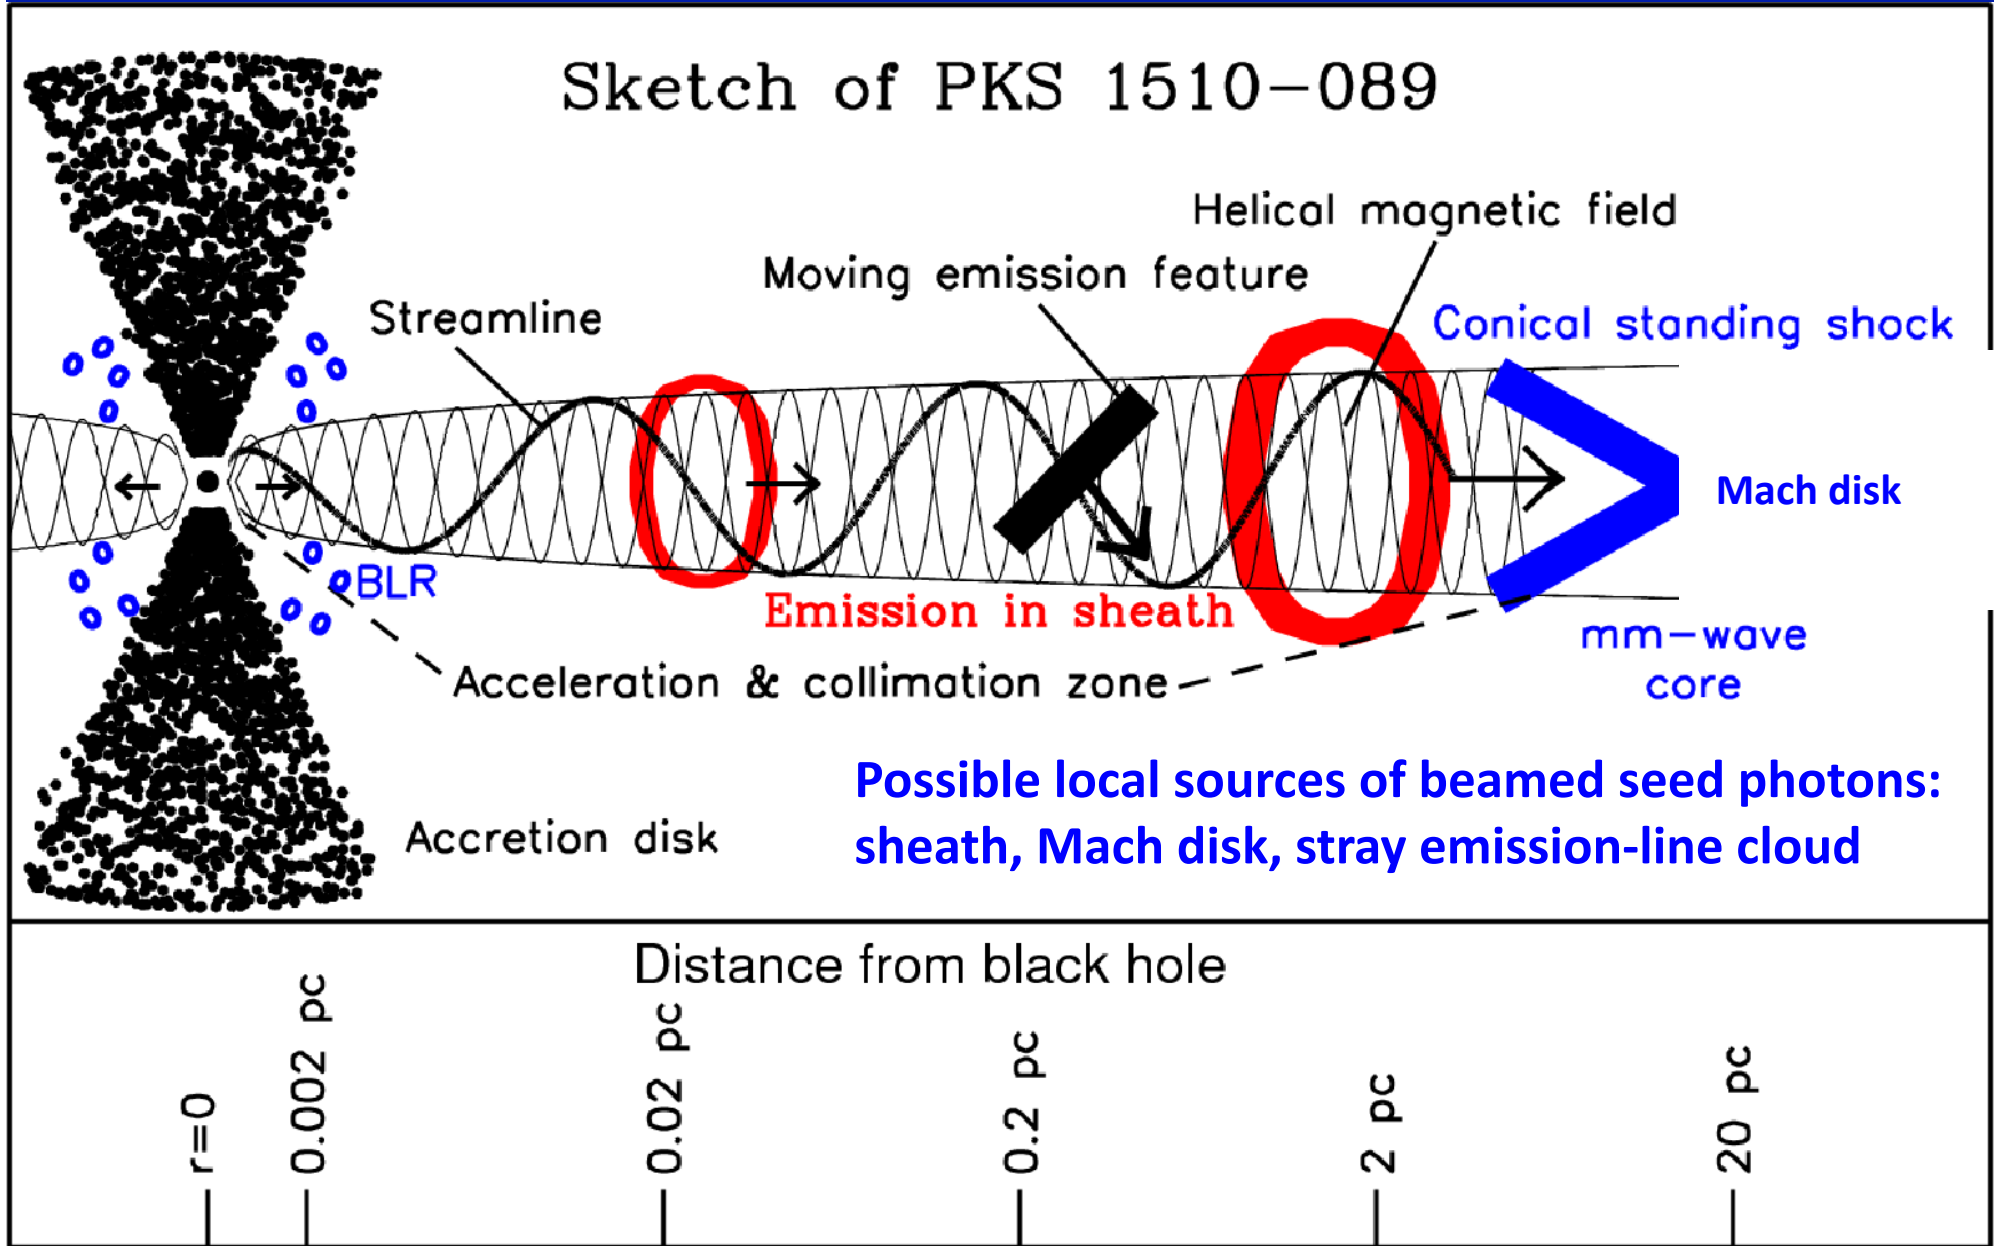 Sketch of PKS 1510-089
Helical magnetic field
Moving emission feature
Streamline
Conical standing shock
Mach disk
BLR
Emission in sheath
mm-wave
core
Acceleration & collimation zone
Possible local sources of beamed seed photons:
sheath, Mach disk, stray emission-line cloud
Accretion disk
Distance from black hole
r=0
0.002 pc
0.02 pc
0.2 pc
2 pc
20 pc